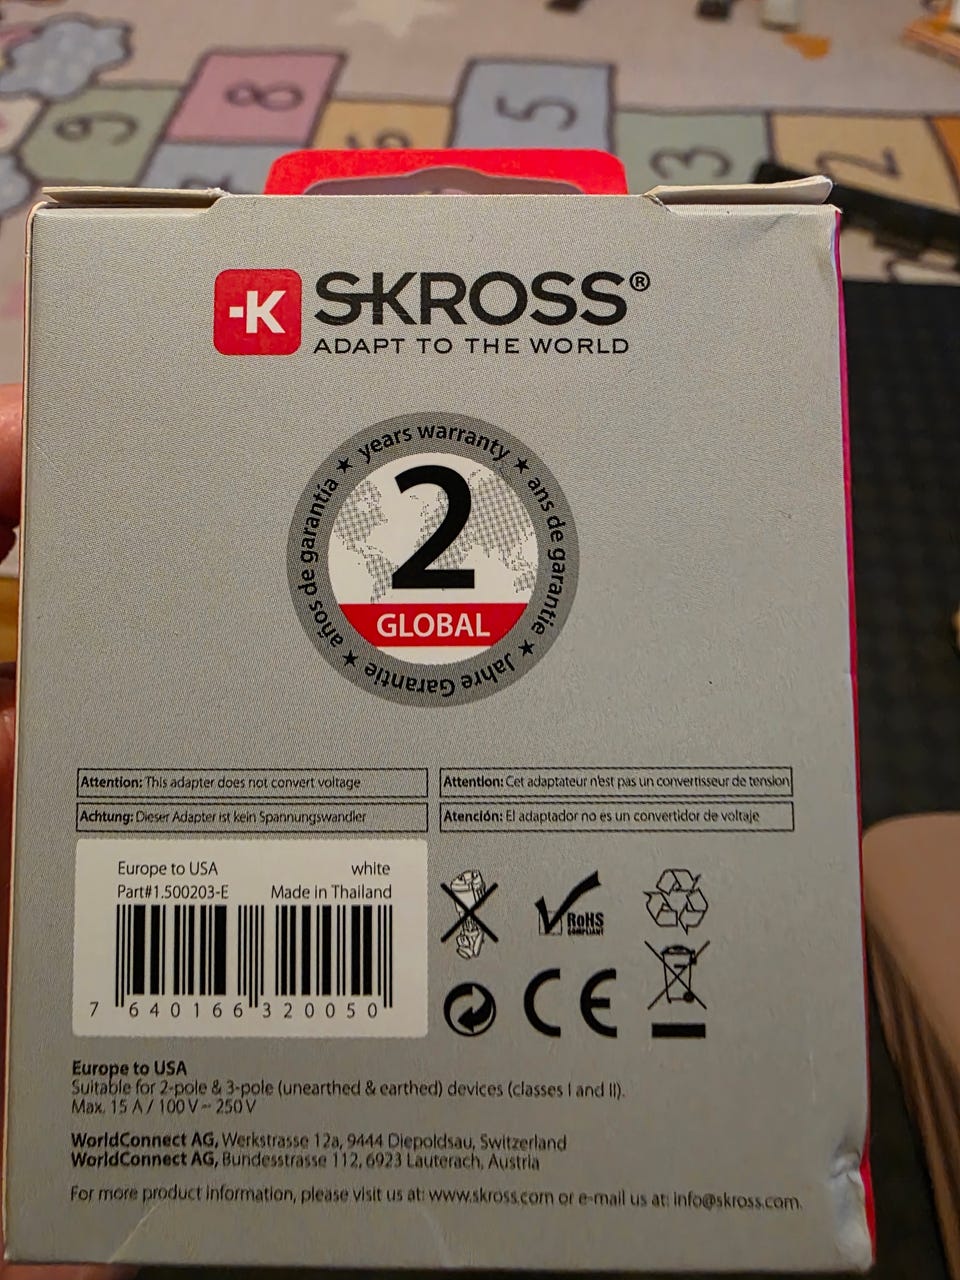 9
8
6
5
3
2
-K SKROSS®
ADAPT TO THE WORLD
★ years warranty ★ ans de garantie ★ Jahre Garantie ★ años de garantía
2
GLOBAL
Attention: This adapter does not convert voltage
Attention: Cet adaptateur n'est pas un convertisseur de tension
Achtung: Dieser Adapter ist kein Spannungswandler
Atención: El adaptador no es un convertidor de voltaje
Europe to USA white
Part#1.500203-E Made in Thailand
7 640166 320050
RoHS
COMPLIANT
CE
Europe to USA
Suitable for 2-pole & 3-pole (unearthed & earthed) devices (classes I and II).
Max. 15 A / 100 V ~ 250 V
WorldConnect AG, Werkstrasse 12a, 9444 Diepoldsau, Switzerland
WorldConnect AG, Bundesstrasse 112, 6923 Lauterach, Austria
For more product information, please visit us at: www.skross.com or e-mail us at: info@skross.com.